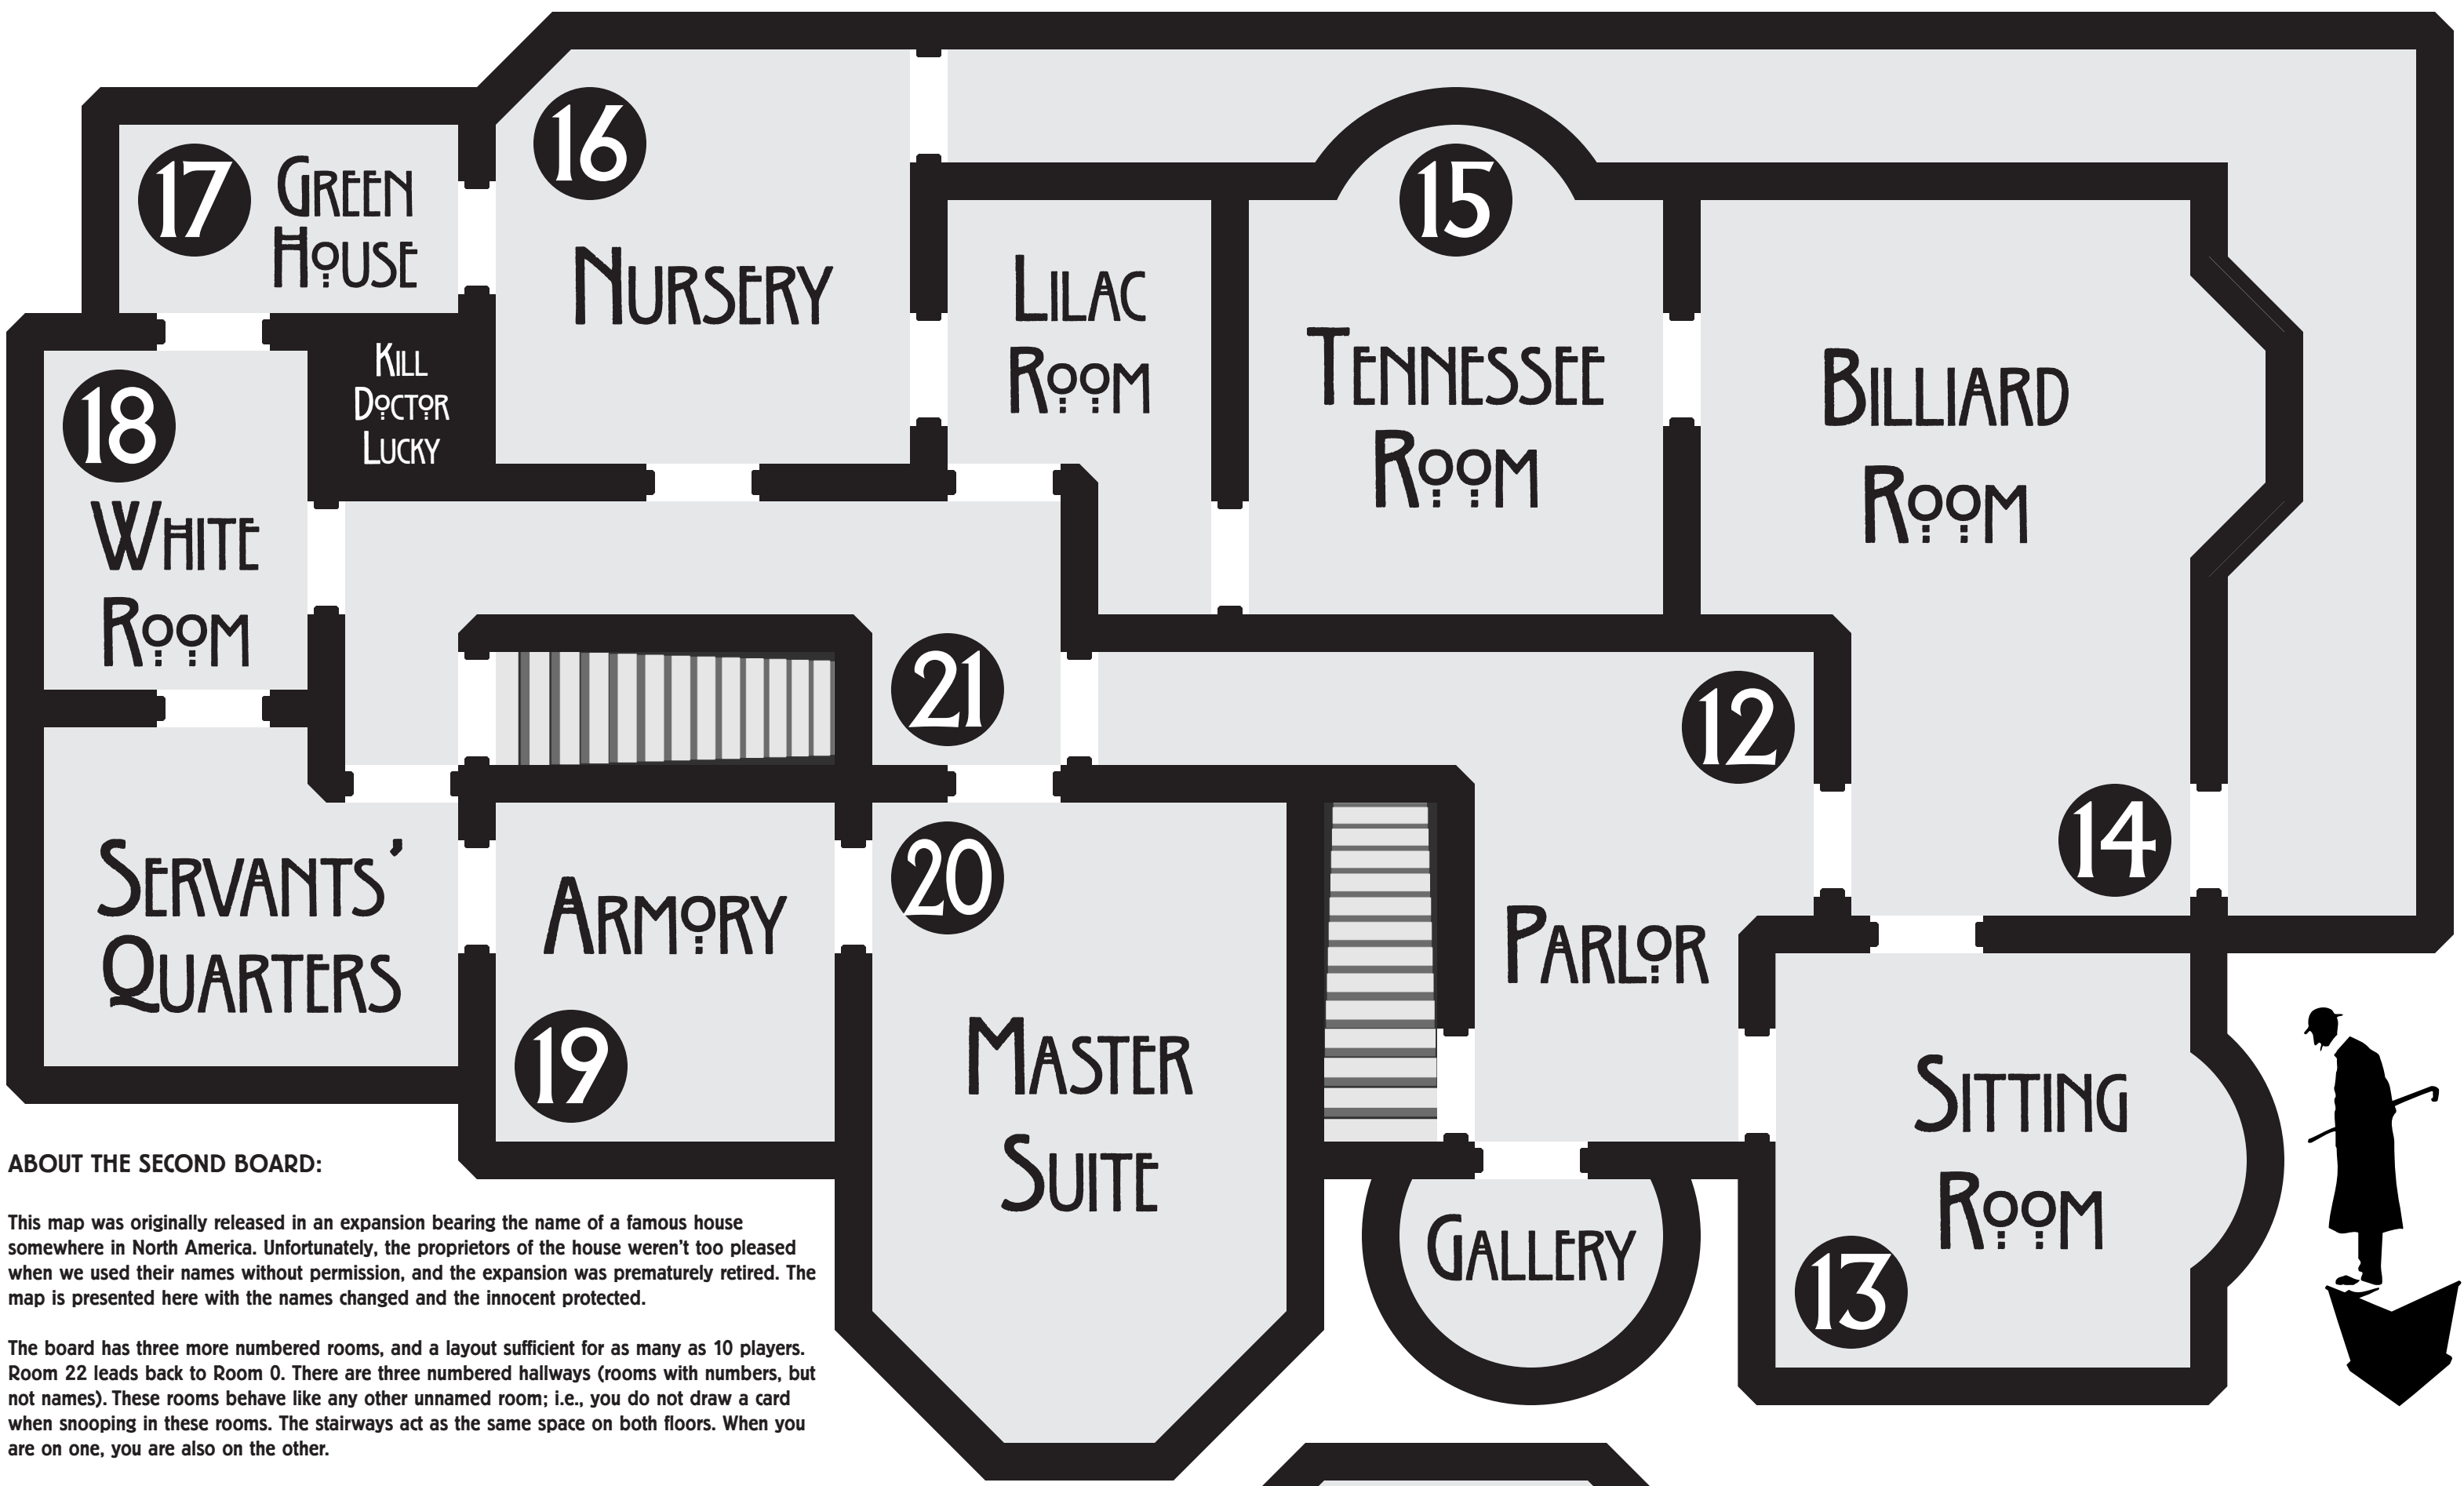 16
17
GREEN
HOUSE
15
NURSERY
LILAC
ROOM
TENNESSEE
ROOM
BILLIARD
ROOM
KILL
DOCTOR
LUCKY
18
WHITE
ROOM
21
12
14
20
SERVANTS'
QUARTERS
ARMORY
19
PARLOR
MASTER
SUITE
SITTING
ROOM
GALLERY
13
ABOUT THE SECOND BOARD:
This map was originally released in an expansion bearing the name of a famous house
somewhere in North America. Unfortunately, the proprietors of the house weren't too pleased
when we used their names without permission, and the expansion was prematurely retired. The
map is presented here with the names changed and the innocent protected.
The board has three more numbered rooms, and a layout sufficient for as many as 10 players.
Room 22 leads back to Room 0. There are three numbered hallways (rooms with numbers, but
not names). These rooms behave like any other unnamed room; i.e., you do not draw a card
when snooping in these rooms. The stairways act as the same space on both floors. When you
are on one, you are also on the other.